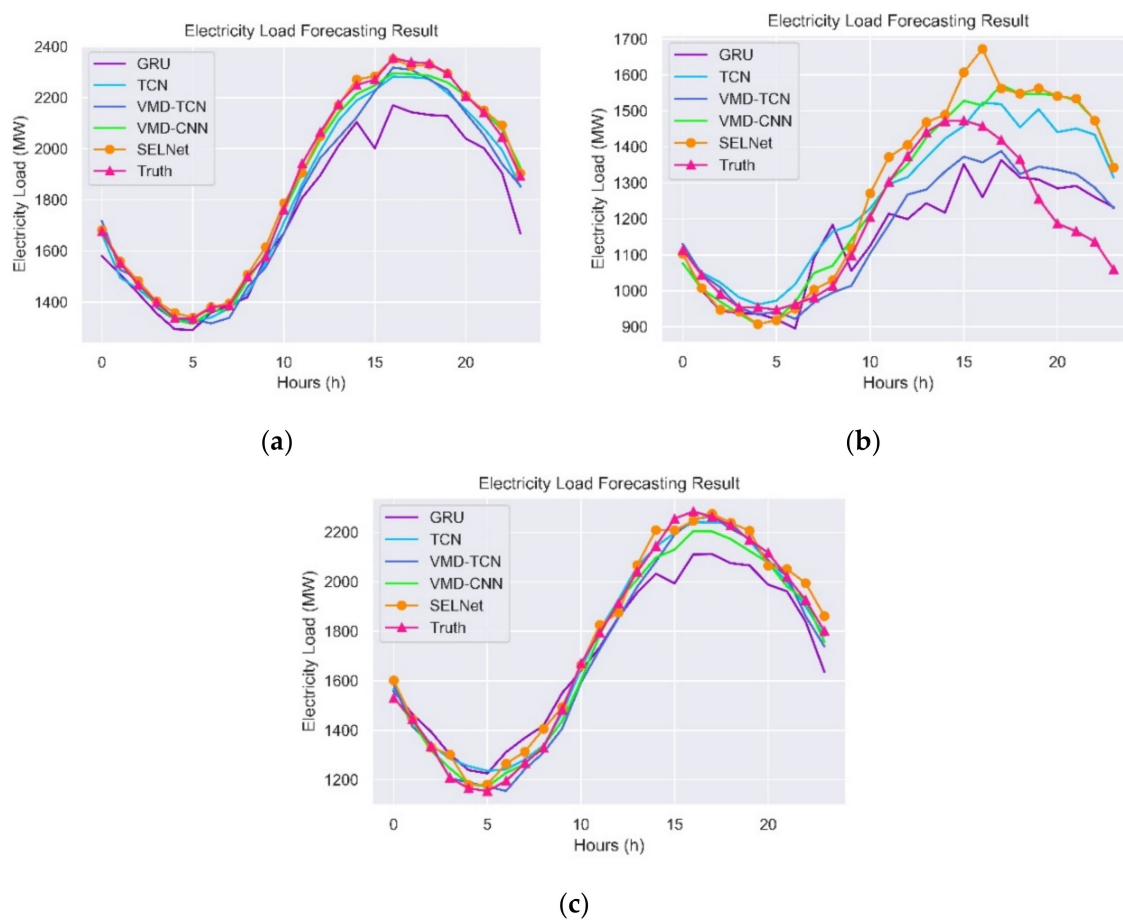 (a)
Electricity Load Forecasting Result
Electricity Load (MW)
2400
2200
2000
1800
1600
1400
GRU
TCN
VMD-TCN
VMD-CNN
SELNet
Truth
0 5 10 15 20
Hours (h)
(b)
Electricity Load Forecasting Result
Electricity Load (MW)
1700
1600
1500
1400
1300
1200
1100
1000
900
GRU
TCN
VMD-TCN
VMD-CNN
SELNet
Truth
0 5 10 15 20
Hours (h)
(a)
(b)
Electricity Load Forecasting Result
Electricity Load (MW)
2200
2000
1800
1600
1400
1200
GRU
TCN
VMD-TCN
VMD-CNN
SELNet
Truth
0 5 10 15 20
Hours (h)
(c)